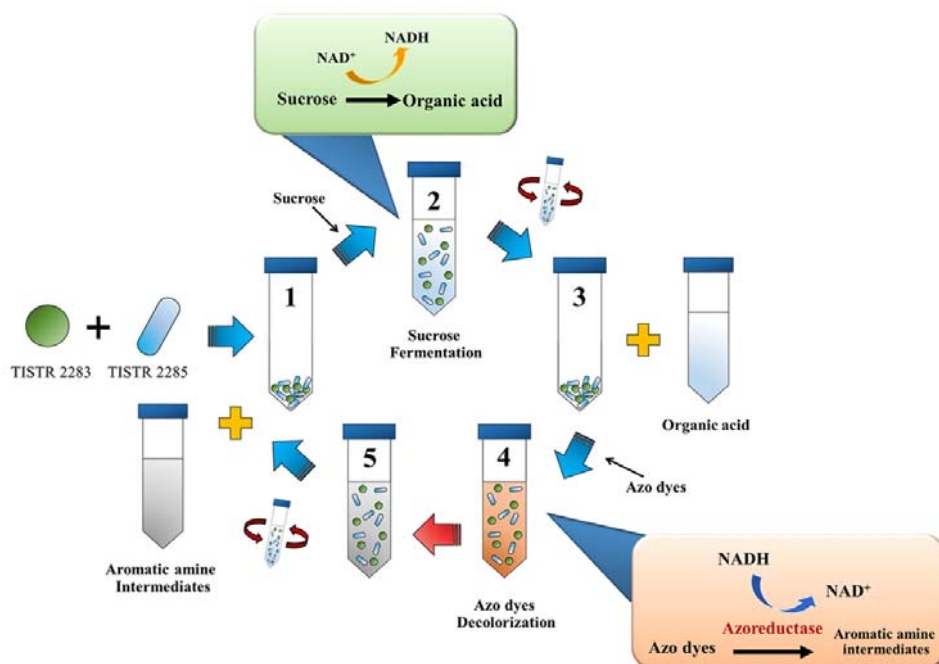 NADH
NAD⁺
Sucrose
Organic acid
Sucrose
2
1
3
+
TISTR 2283
TISTR 2285
Sucrose
Fermentation
Organic acid
5
4
Azo dyes
Aromatic amine
Intermediates
Azo dyes
Decolorization
NADH
NAD⁺
Azoreductase
Azo dyes
Aromatic amine
intermediates